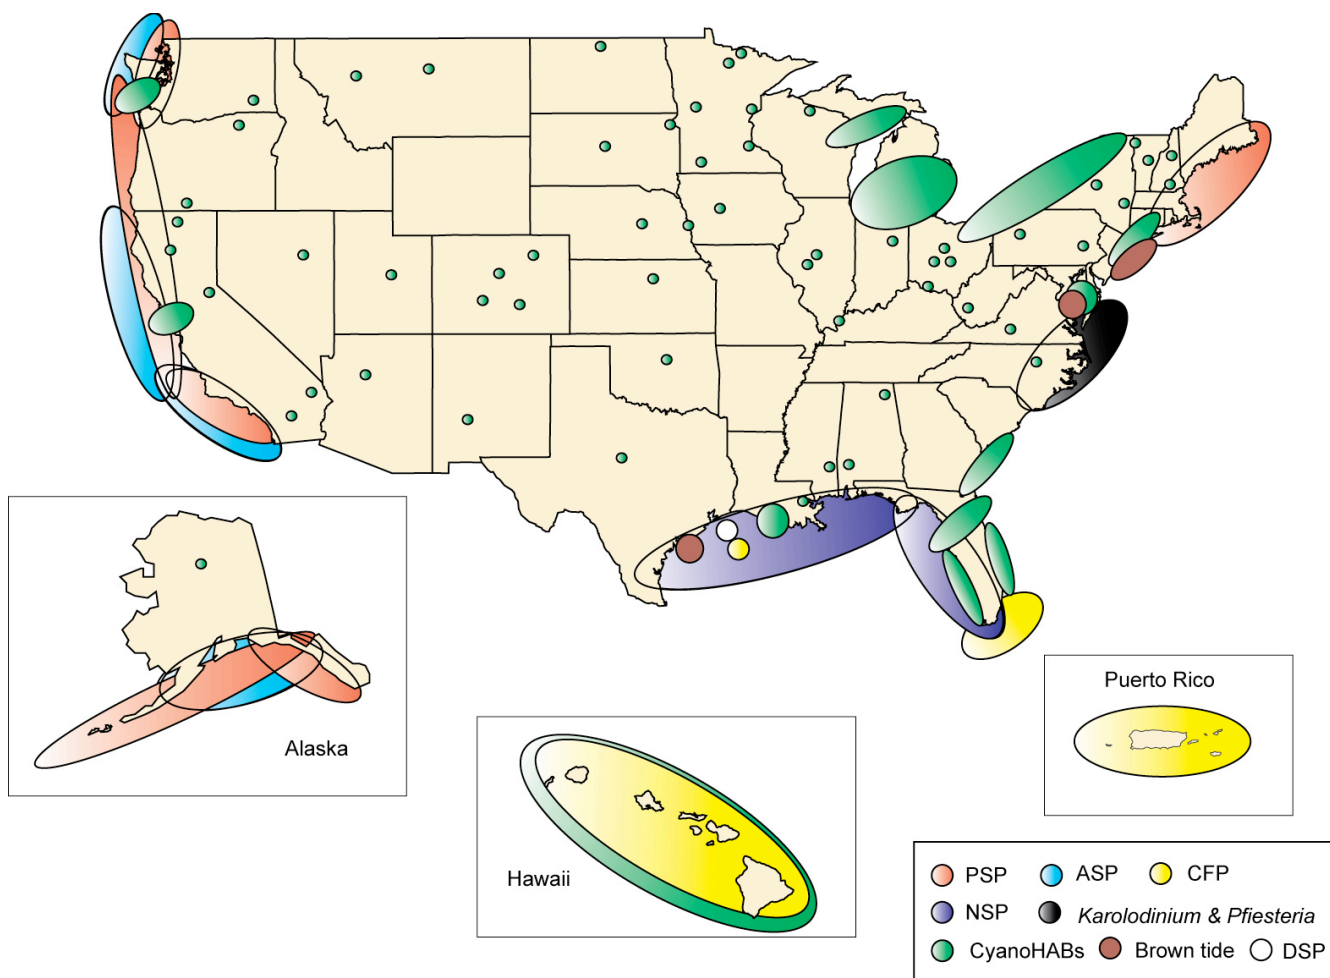 Puerto Rico
Alaska
Hawaii
PSP ASP CFP
NSP Karolodinium & Pfiesteria
CyanoHABs Brown tide DSP